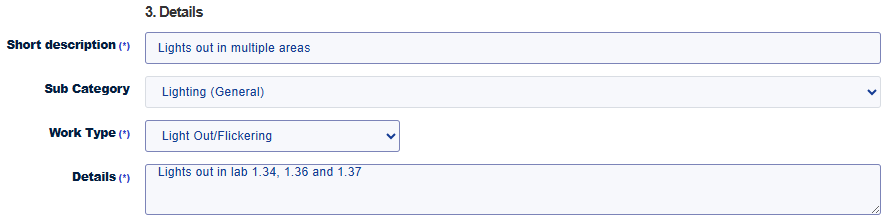 3. Details
Short description (*)
Lights out in multiple areas
Sub Category
Lighting (General)
Work Type (*)
Light Out/Flickering
Details (*)
Lights out in lab 1.34, 1.36 and 1.37